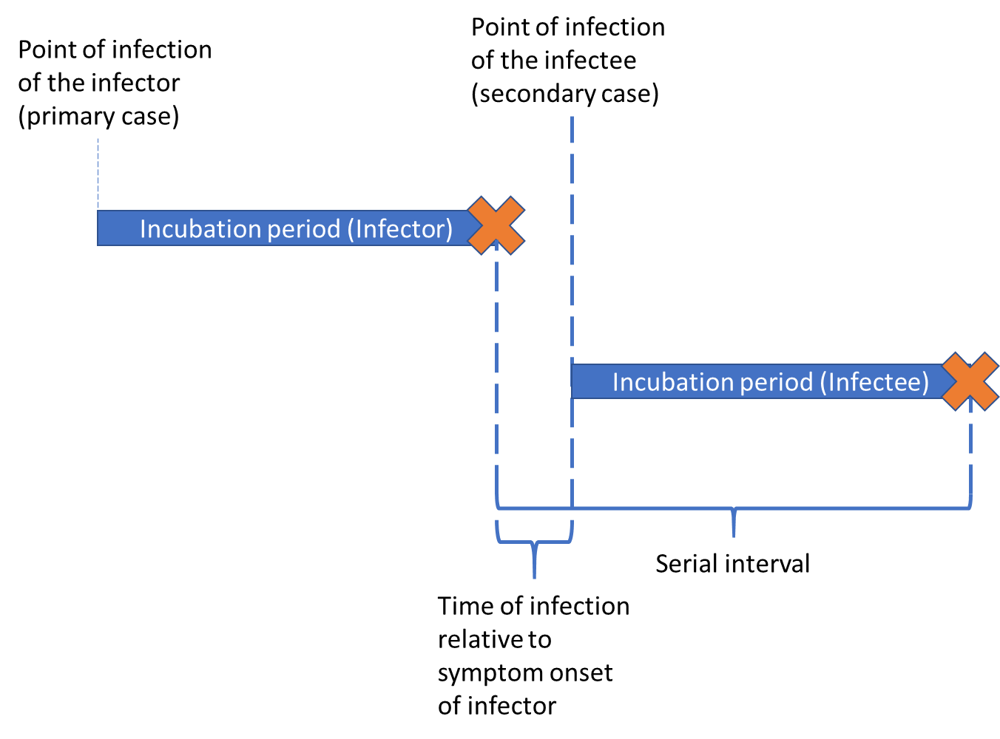 Point of infection
of the infector
(primary case)
Point of infection
of the infectee
(secondary case)
Incubation period (Infector)
Incubation period (Infectee)
Serial interval
Time of infection
relative to
symptom onset
of infector